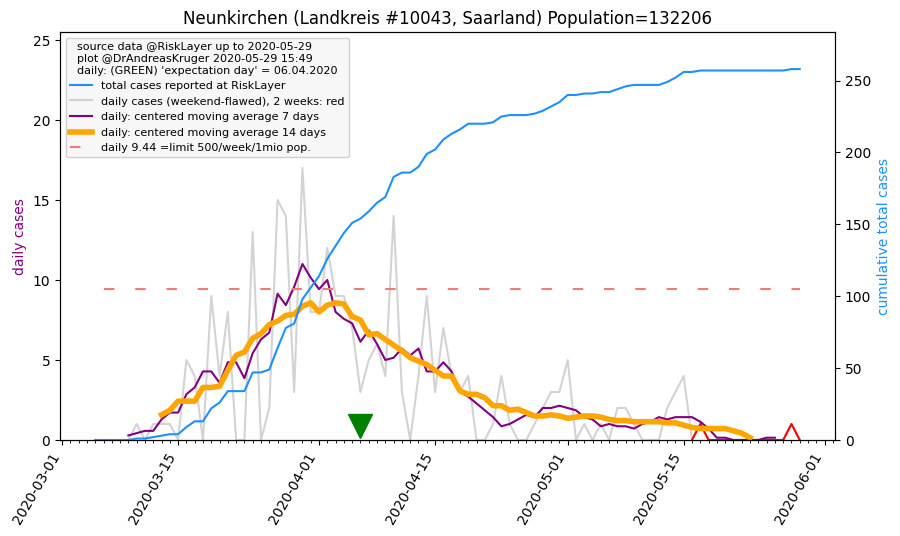 Neunkirchen (Landkreis #10043, Saarland) Population=132206
source data @RiskLayer up to 2020-05-29
plot @DrAndreasKruger 2020-05-29 15:49
daily: (GREEN) 'expectation day' = 06.04.2020
total cases reported at RiskLayer
daily cases (weekend-flawed), 2 weeks: red
daily: centered moving average 7 days
daily: centered moving average 14 days
daily 9.44 =limit 500/week/1mio pop.
daily cases
25
20
15
10
5
0
cumulative total cases
250
200
150
100
50
0
2020-03-01
2020-03-15
2020-04-01
2020-04-15
2020-05-01
2020-05-15
2020-06-01